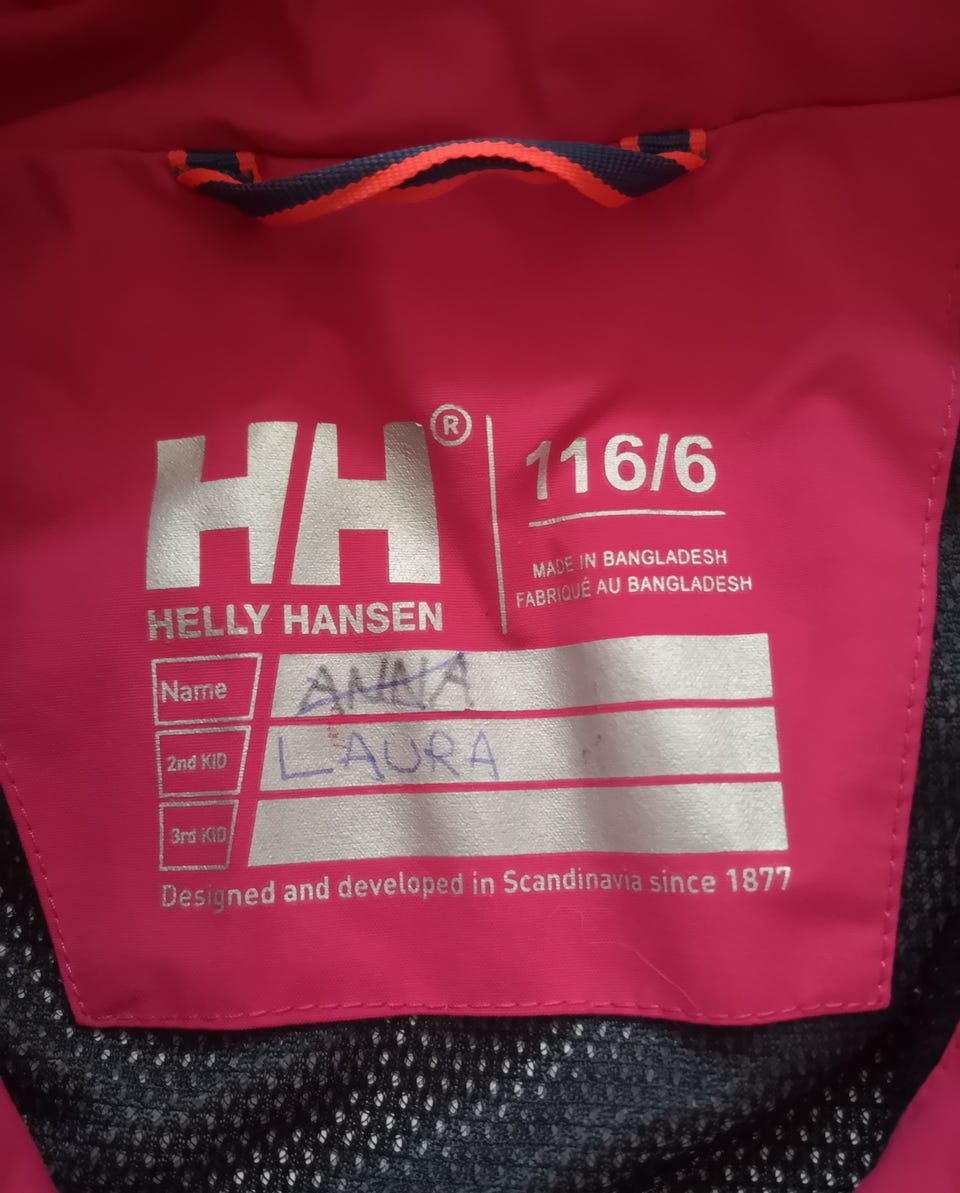 HH®
116/6
MADE IN BANGLADESH
FABRIQUÉ AU BANGLADESH
HELLY HANSEN
Name ANNA
2nd KID LAURA
3rd KID
Designed and developed in Scandinavia since 1877